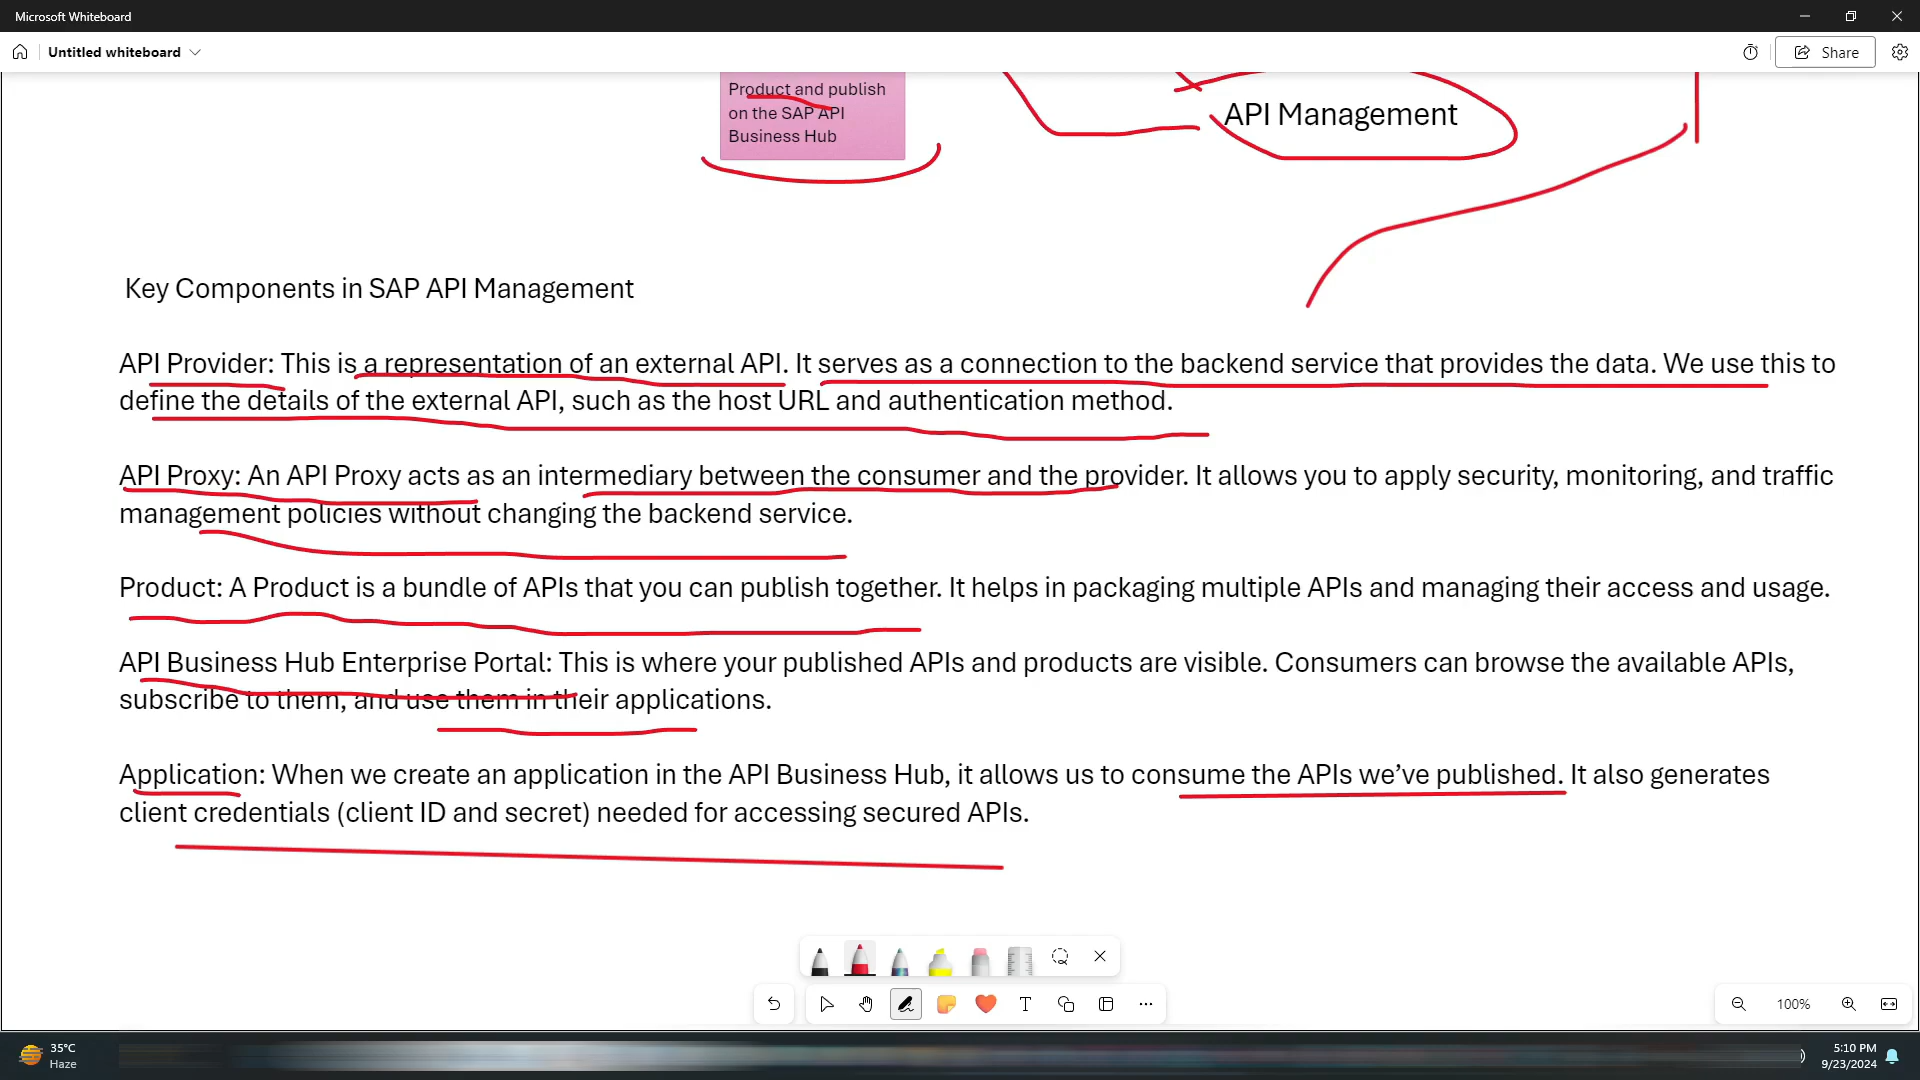 Microsoft Whiteboard
Untitled whiteboard
Share
Product and publish
on the SAP API
Business Hub
API Management
Key Components in SAP API Management
API Provider: This is a representation of an external API. It serves as a connection to the backend service that provides the data. We use this to
define the details of the external API, such as the host URL and authentication method.
API Proxy: An API Proxy acts as an intermediary between the consumer and the provider. It allows you to apply security, monitoring, and traffic
management policies without changing the backend service.
Product: A Product is a bundle of APIs that you can publish together. It helps in packaging multiple APIs and managing their access and usage.
API Business Hub Enterprise Portal: This is where your published APIs and products are visible. Consumers can browse the available APIs,
subscribe to them, and use them in their applications.
Application: When we create an application in the API Business Hub, it allows us to consume the APIs we’ve published. It also generates
client credentials (client ID and secret) needed for accessing secured APIs.
T
100%
35°C
Haze
5:10 PM
9/23/2024